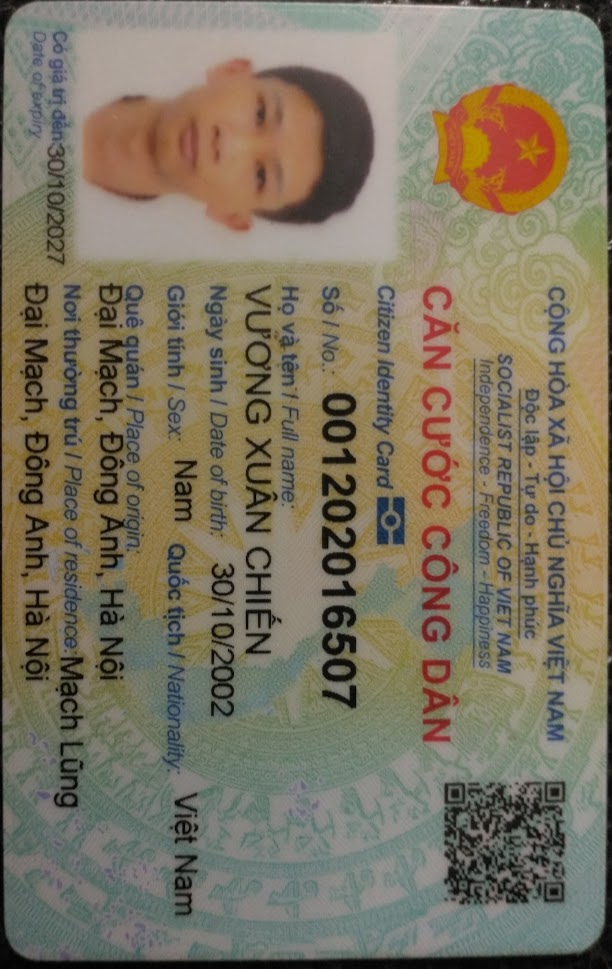 CỘNG HÒA XÃ HỘI CHỦ NGHĨA VIỆT NAM
Độc lập - Tự do - Hạnh phúc
SOCIALIST REPUBLIC OF VIET NAM
Independence - Freedom - Happiness
CĂN CƯỚC CÔNG DÂN
Citizen Identity Card
Số / No.: 001202016507
Họ và tên / Full name:
VƯƠNG XUÂN CHIẾN
Ngày sinh / Date of birth: 30/10/2002
Giới tính / Sex: Nam Quốc tịch / Nationality: Việt Nam
Quê quán / Place of origin:
Đại Mạch, Đông Anh, Hà Nội
Nơi thường trú / Place of residence: Mạch Lũng
Đại Mạch, Đông Anh, Hà Nội
Có giá trị đến: 30/10/2027
Date of expiry